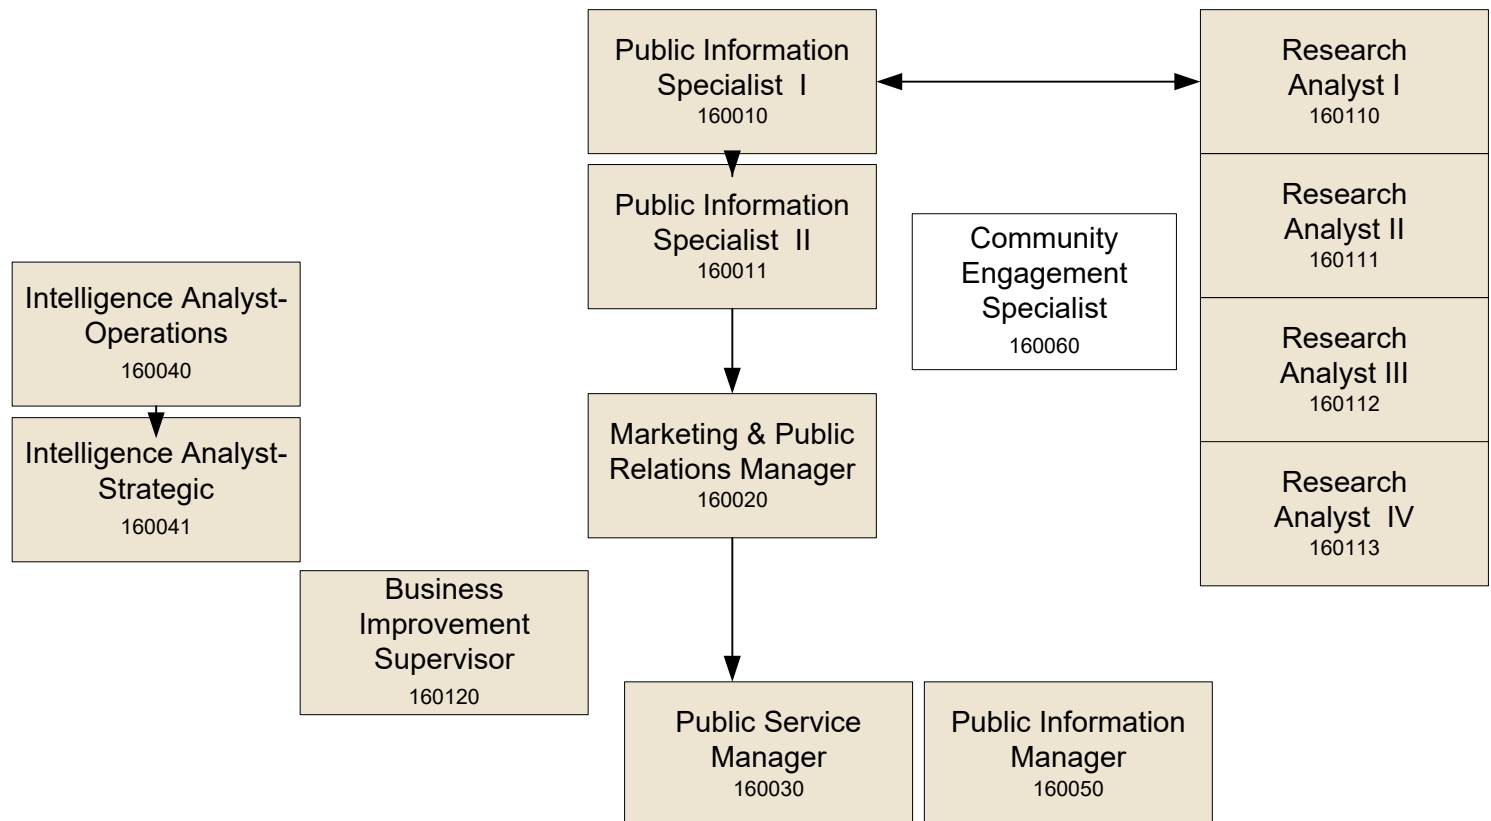 Public Information
Specialist  I
160010
Research
Analyst I
160110
Public Information
Specialist  II
160011
Community
Engagement
Specialist
160060
Research
Analyst II
160111
Intelligence Analyst-
Operations
160040
Research
Analyst III
160112
Intelligence Analyst-
Strategic
160041
Marketing & Public
Relations Manager
160020
Research
Analyst  IV
160113
Business
Improvement
Supervisor
160120
Public Service
Manager
160030
Public Information
Manager
160050